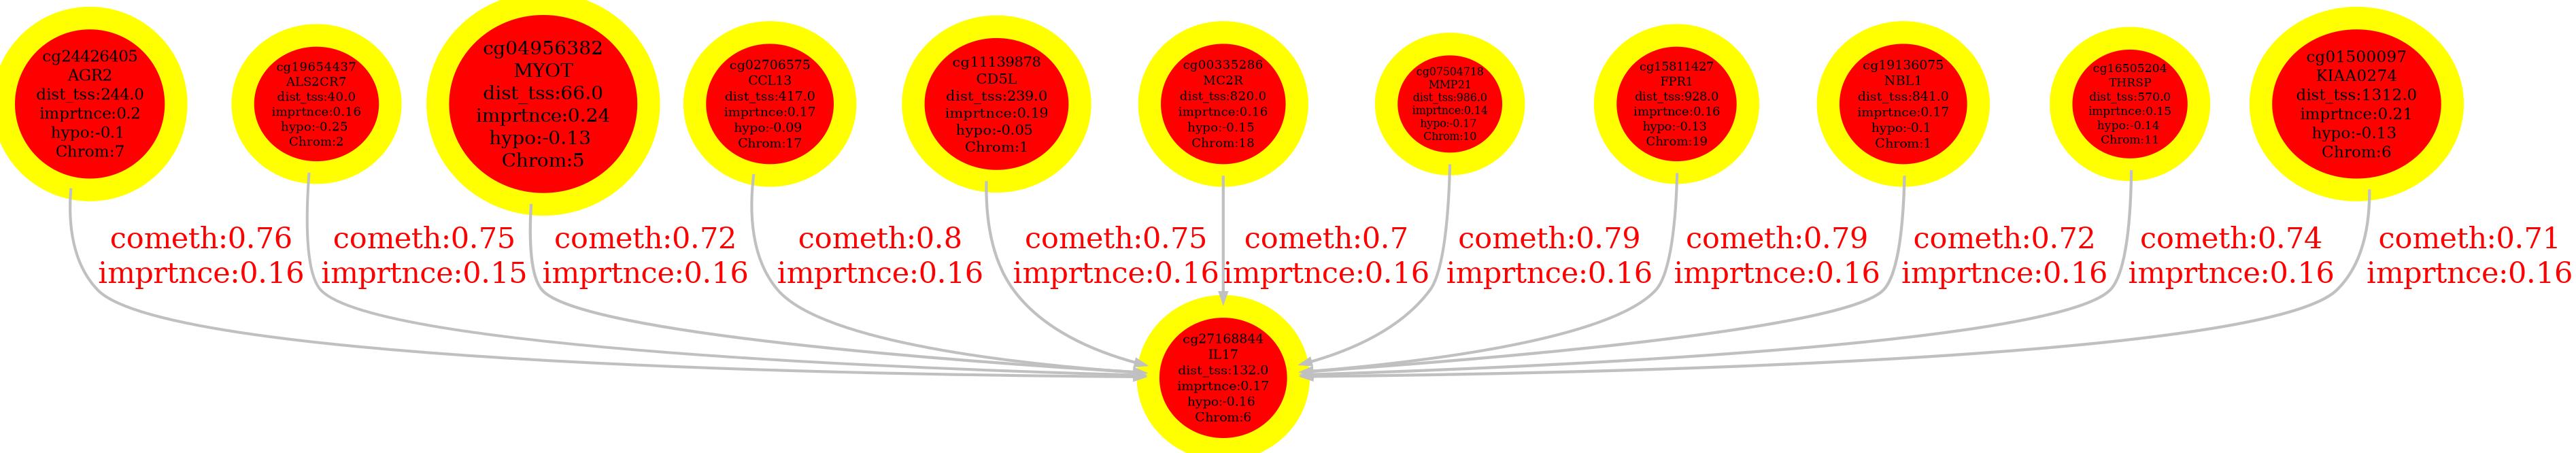 cg24426405
AGR2
dist_tss:244.0
imprtnce:0.2
hypo:-0.1
Chrom:7
cg19654437
ALS2CR7
dist_tss:40.0
imprtnce:0.16
hypo:-0.25
Chrom:2
cg04956382
MYOT
dist_tss:66.0
imprtnce:0.24
hypo:-0.13
Chrom:5
cg02706575
CCL13
dist_tss:417.0
imprtnce:0.17
hypo:-0.09
Chrom:17
cg11139878
CD5L
dist_tss:239.0
imprtnce:0.19
hypo:-0.05
Chrom:1
cg00335286
MC2R
dist_tss:820.0
imprtnce:0.16
hypo:-0.15
Chrom:18
cg07504718
MMP21
dist_tss:986.0
imprtnce:0.14
hypo:-0.17
Chrom:10
cg15811427
FPR1
dist_tss:928.0
imprtnce:0.16
hypo:-0.13
Chrom:19
cg19136075
NBL1
dist_tss:841.0
imprtnce:0.17
hypo:-0.1
Chrom:1
cg16505204
THRSP
dist_tss:570.0
imprtnce:0.15
hypo:-0.14
Chrom:11
cg01500097
KIAA0274
dist_tss:1312.0
imprtnce:0.21
hypo:-0.13
Chrom:6
cometh:0.76
imprtnce:0.16
cometh:0.75
imprtnce:0.15
cometh:0.72
imprtnce:0.16
cometh:0.8
imprtnce:0.16
cometh:0.75
imprtnce:0.16
cometh:0.7
imprtnce:0.16
cometh:0.79
imprtnce:0.16
cometh:0.79
imprtnce:0.16
cometh:0.72
imprtnce:0.16
cometh:0.74
imprtnce:0.16
cometh:0.71
imprtnce:0.16
cg27168844
IL17
dist_tss:132.0
imprtnce:0.17
hypo:-0.16
Chrom:6